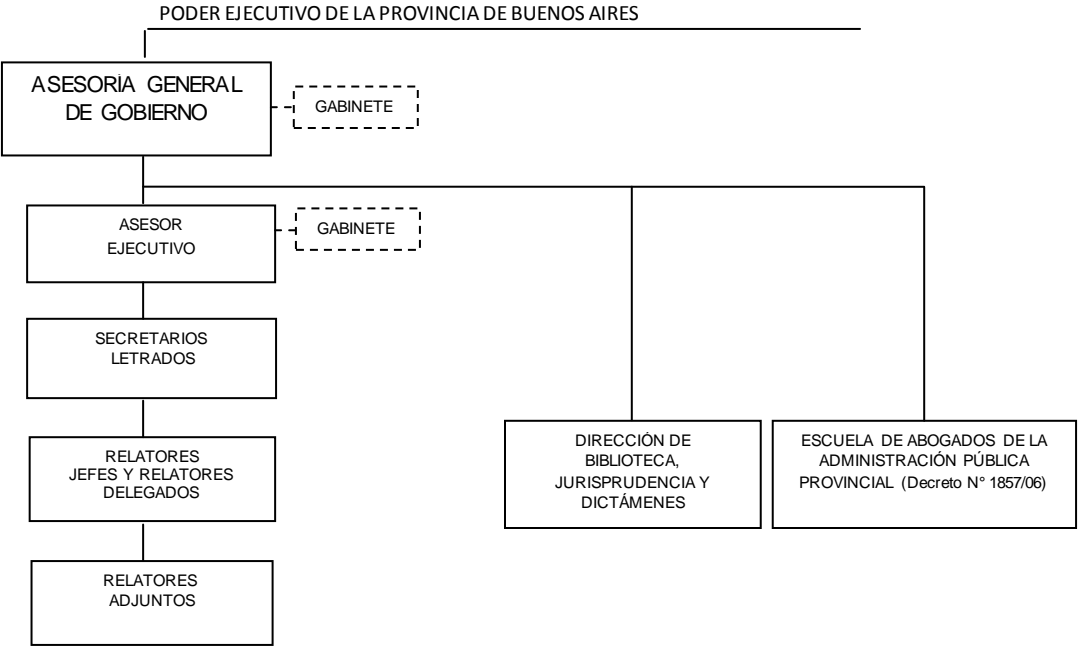 PODER EJECUTIVO DE LA PROVINCIA DE BUENOS AIRES
ASESORÍA GENERAL
DE GOBIERNO
GABINETE
ASESOR
EJECUTIVO
GABINETE
SECRETARIOS
LETRADOS
RELATORES
JEFES Y RELATORES
DELEGADOS
DIRECCIÓN DE
BIBLIOTECA,
JURISPRUDENCIA Y
DICTÁMENES
ESCUELA DE ABOGADOS DE LA
ADMINISTRACIÓN PÚBLICA
PROVINCIAL (Decreto N° 1857/06)
RELATORES
ADJUNTOS